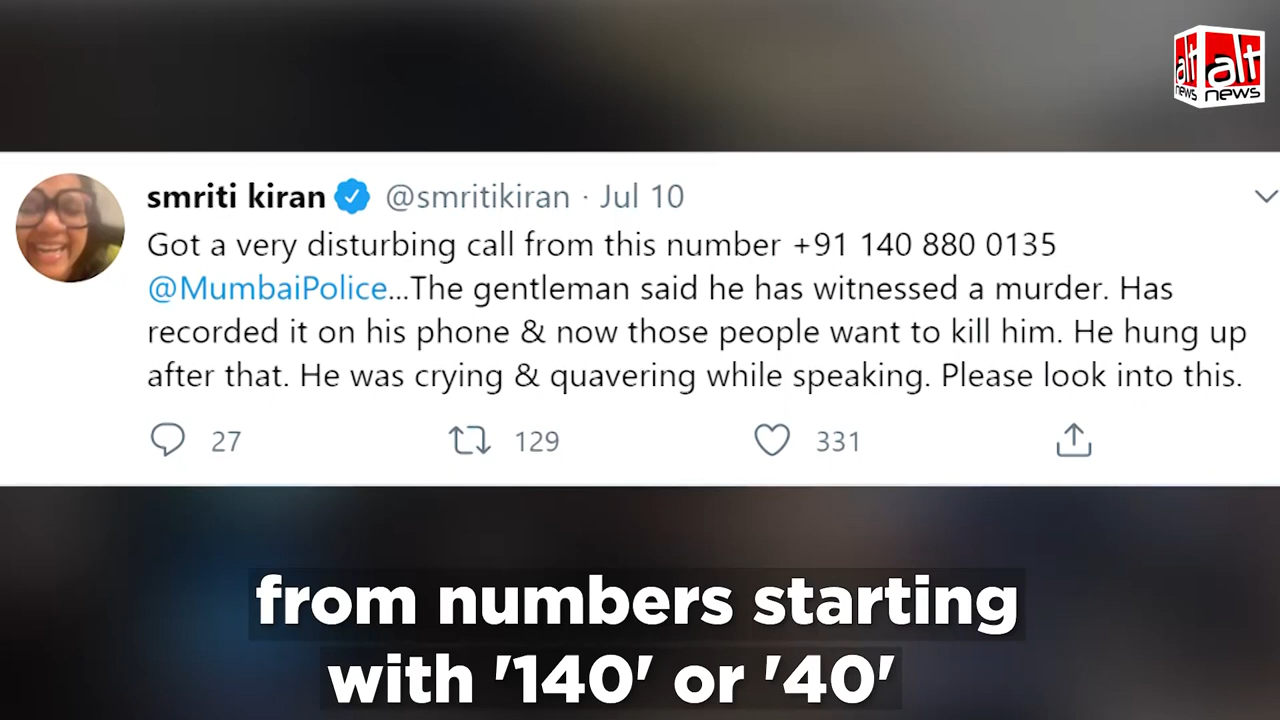 alt alt
news news
smriti kiran @smritikiran · Jul 10
Got a very disturbing call from this number +91 140 880 0135
@MumbaiPolice...The gentleman said he has witnessed a murder. Has
recorded it on his phone & now those people want to kill him. He hung up
after that. He was crying & quavering while speaking. Please look into this.
27 129 331
from numbers starting
with '140' or '40'